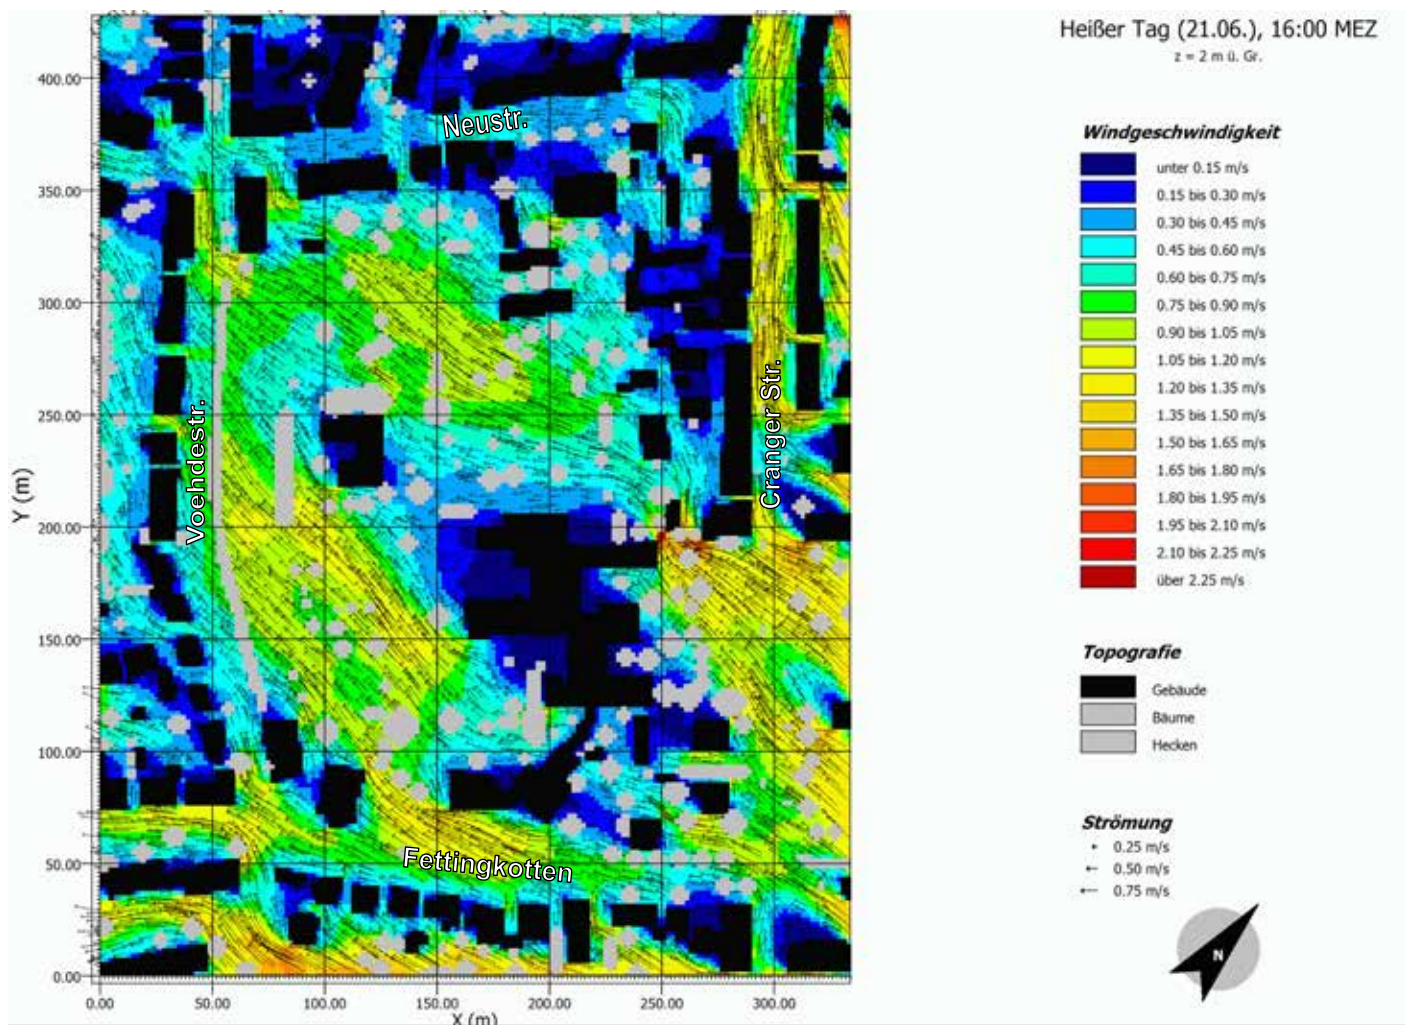 Heißer Tag (21.06.), 16:00 MEZ
z = 2 m ü. Gr.
Windgeschwindigkeit
unter 0.15 m/s
0.15 bis 0.30 m/s
0.30 bis 0.45 m/s
0.45 bis 0.60 m/s
0.60 bis 0.75 m/s
0.75 bis 0.90 m/s
0.90 bis 1.05 m/s
1.05 bis 1.20 m/s
1.20 bis 1.35 m/s
1.35 bis 1.50 m/s
1.50 bis 1.65 m/s
1.65 bis 1.80 m/s
1.80 bis 1.95 m/s
1.95 bis 2.10 m/s
2.10 bis 2.25 m/s
über 2.25 m/s
Topografie
Gebäude
Bäume
Hecken
Strömung
0.25 m/s
0.50 m/s
0.75 m/s
N
Neustr.
Voehdestr.
Cranger Str.
Fettingkotten
Y (m)
400.00
350.00
300.00
250.00
200.00
150.00
100.00
50.00
0.00
0.00 50.00 100.00 150.00 200.00 250.00 300.00
X (m)